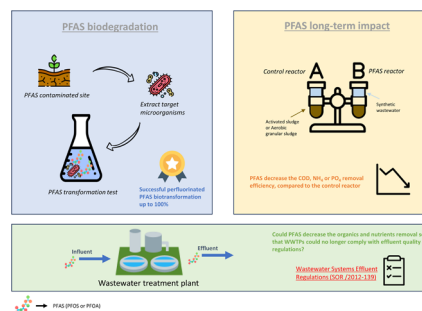 PFAS biodegradation
PFAS contaminated site
Extract target
microorganisms
PFAS transformation test
Successful perfluorinated
PFAS biotransformation
up to 100%
PFAS long-term impact
Control reactor
A
B
PFAS reactor
Activated sludge
or Aerobic
granular sludge
Synthetic
wastewater
PFAS decrease the COD, NH₃ or PO₄ removal
efficiency, compared to the control reactor
Influent
Effluent
Wastewater treatment plant
Could PFAS decrease the organics and nutrients removal
that WWTPs could no longer comply with effluent quality
regulations?
Wastewater Systems Effluent
Regulations (SOR /2012-139)
PFAS (PFOS or PFOA)